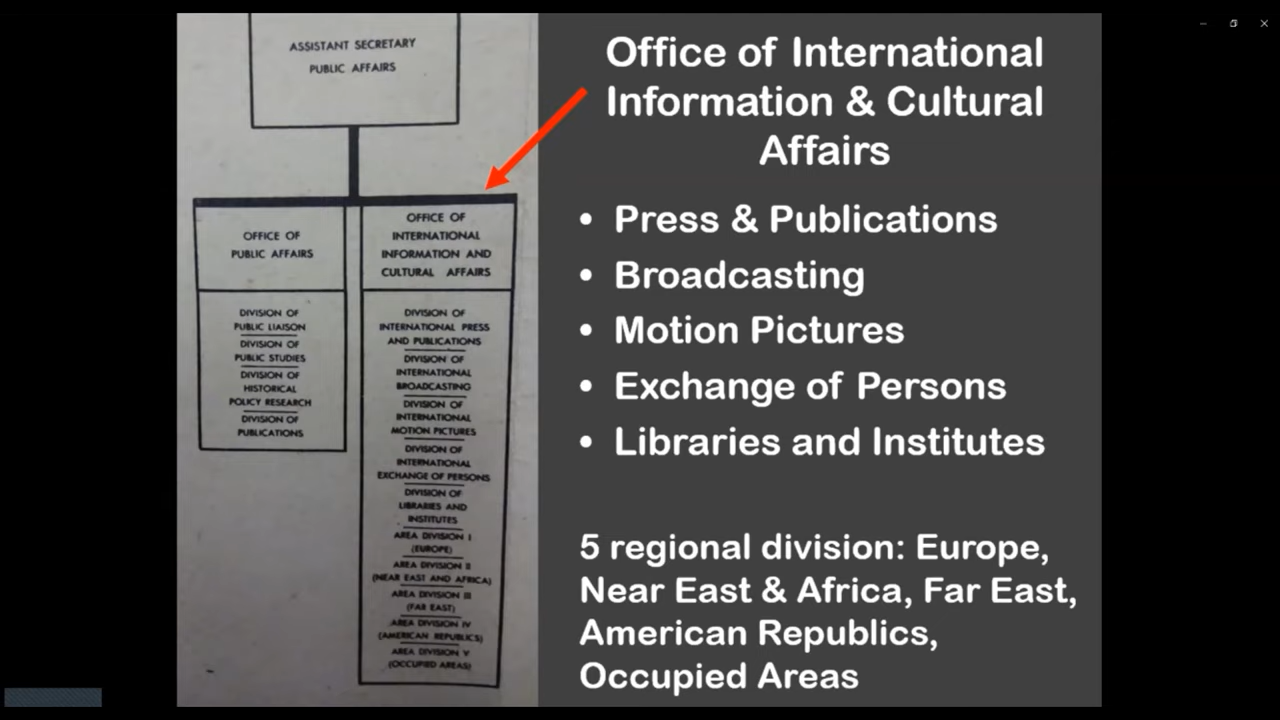 ASSISTANT SECRETARY
PUBLIC AFFAIRS
OFFICE OF
PUBLIC AFFAIRS
DIVISION OF
PUBLIC LIAISON
DIVISION OF
PUBLIC STUDIES
DIVISION OF
HISTORICAL
POLICY RESEARCH
DIVISION OF
PUBLICATIONS
OFFICE OF
INTERNATIONAL
INFORMATION AND
CULTURAL AFFAIRS
DIVISION OF
INTERNATIONAL PRESS
AND PUBLICATIONS
DIVISION OF
INTERNATIONAL
BROADCASTING
DIVISION OF
INTERNATIONAL
MOTION PICTURES
DIVISION OF
INTERNATIONAL
EXCHANGE OF PERSONS
DIVISION OF
LIBRARIES AND
INSTITUTES
AREA DIVISION I
(EUROPE)
AREA DIVISION II
(NEAR EAST AND AFRICA)
AREA DIVISION III
(FAR EAST)
AREA DIVISION IV
(AMERICAN REPUBLICS)
AREA DIVISION V
(OCCUPIED AREAS)
Office of International
Information & Cultural
Affairs
• Press & Publications
• Broadcasting
• Motion Pictures
• Exchange of Persons
• Libraries and Institutes
5 regional division: Europe,
Near East & Africa, Far East,
American Republics,
Occupied Areas